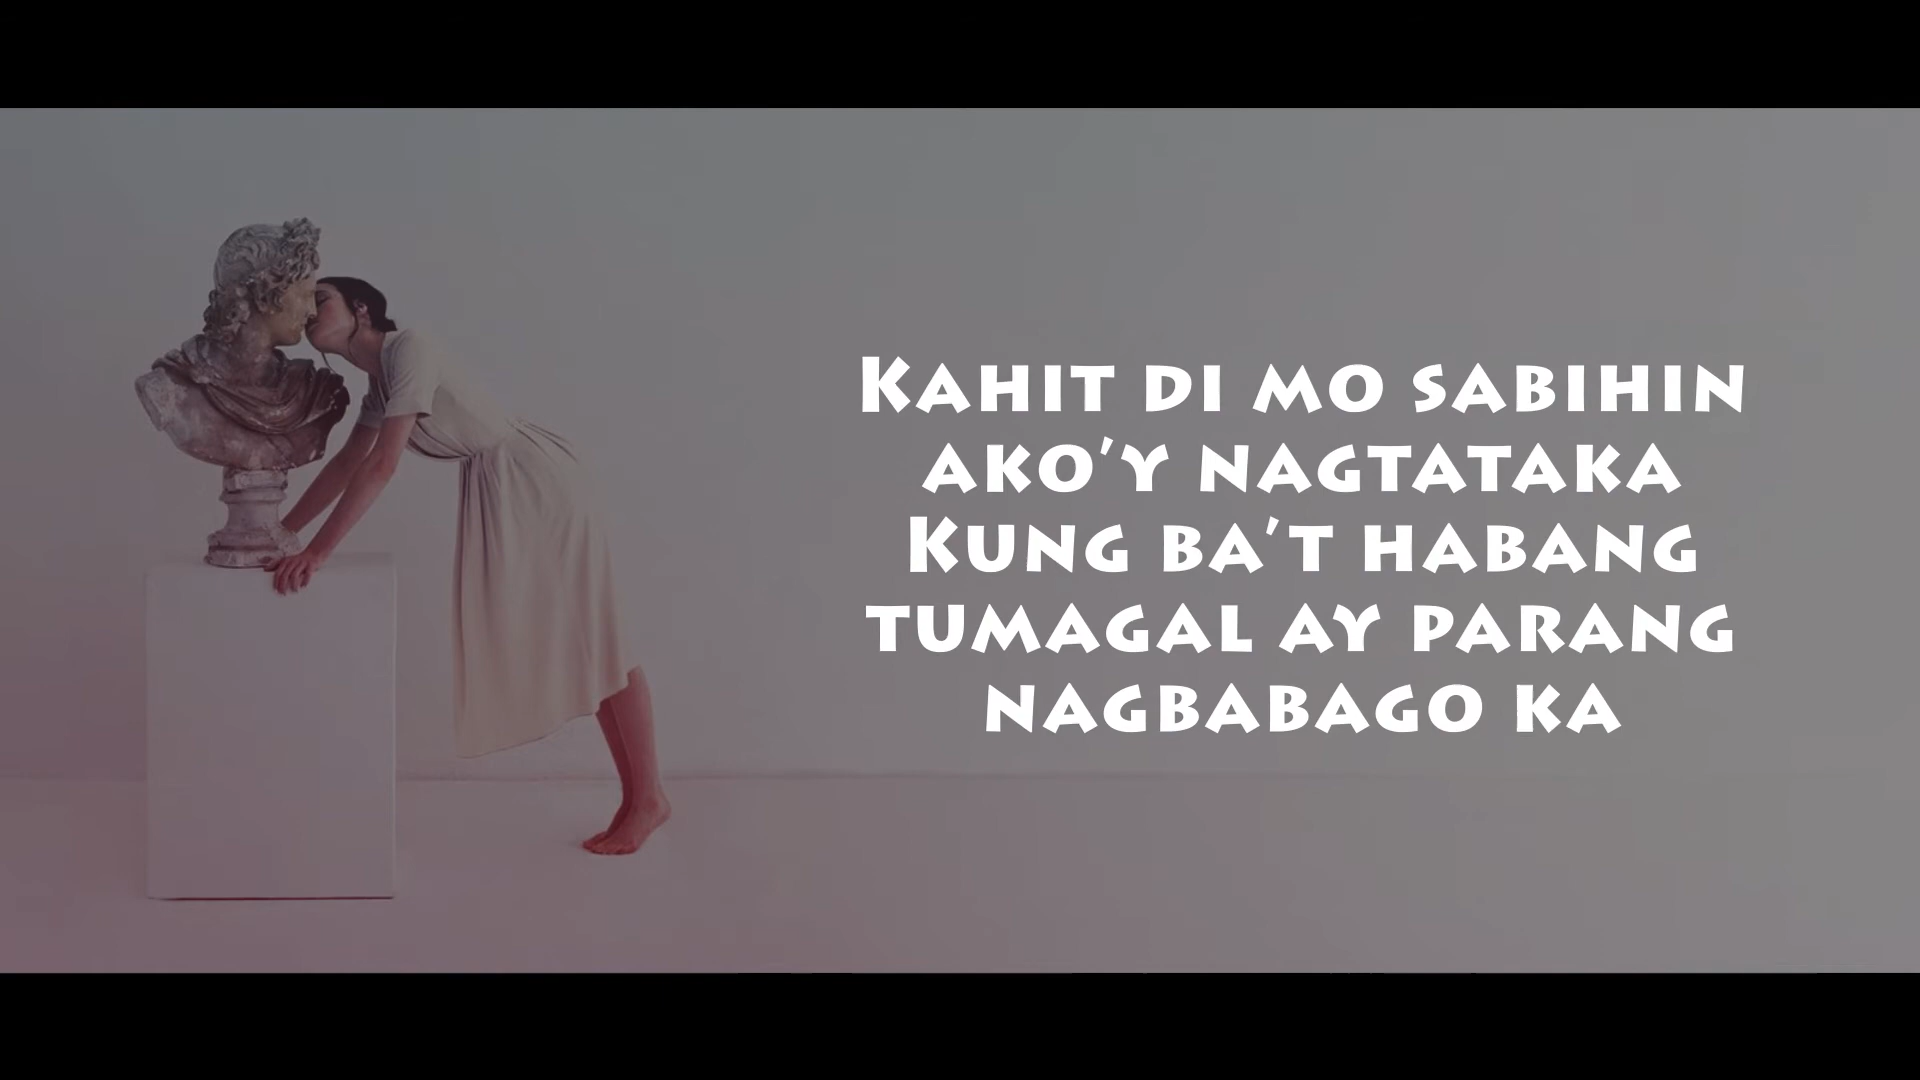 Kahit di mo sabihin
ako'y nagtataka
Kung ba't habang
tumagal ay parang
nagbabago ka